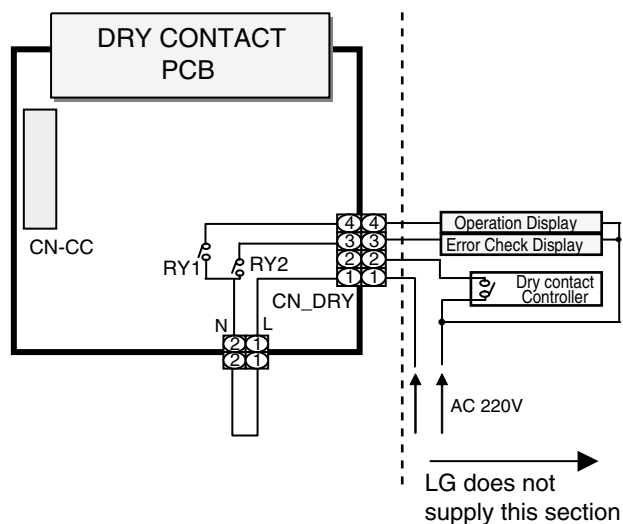 DRY CONTACT
PCB
CN-CC
RY1
RY2
4 4
3 3
2 2
1 1
CN_DRY
N
L
2 1
2 1
Operation Display
Error Check Display
Dry contact
Controller
AC 220V
LG does not
supply this section